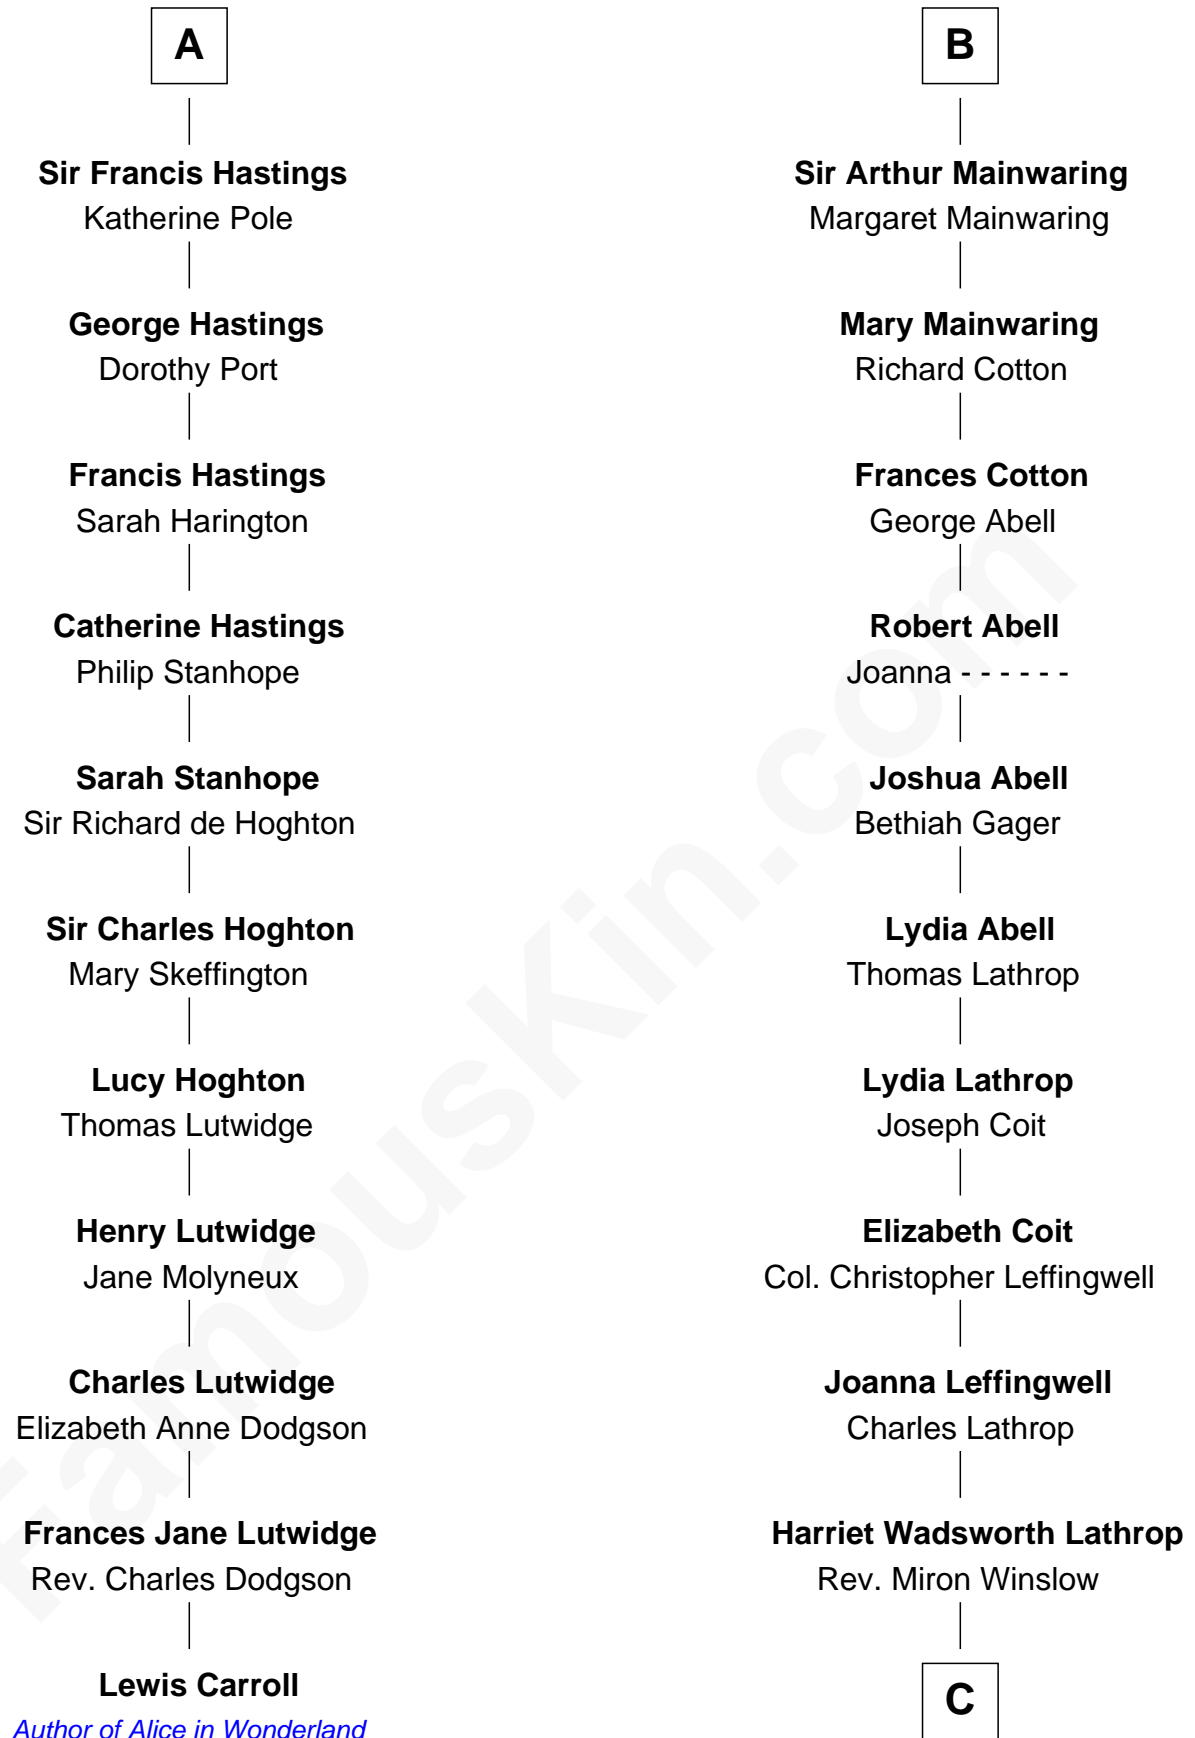 A
Sir Francis Hastings
Katherine Pole
George Hastings
Dorothy Port
Francis Hastings
Sarah Harington
Catherine Hastings
Philip Stanhope
Sarah Stanhope
Sir Richard de Hoghton
Sir Charles Hoghton
Mary Skeffington
Lucy Hoghton
Thomas Lutwidge
Henry Lutwidge
Jane Molyneux
Charles Lutwidge
Elizabeth Anne Dodgson
Frances Jane Lutwidge
Rev. Charles Dodgson
Lewis Carroll
Author of Alice in Wonderland
B
Sir Arthur Mainwaring
Margaret Mainwaring
Mary Mainwaring
Richard Cotton
Frances Cotton
George Abell
Robert Abell
Joanna - - - - - -
Joshua Abell
Bethiah Gager
Lydia Abell
Thomas Lathrop
Lydia Lathrop
Joseph Coit
Elizabeth Coit
Col. Christopher Leffingwell
Joanna Leffingwell
Charles Lathrop
Harriet Wadsworth Lathrop
Rev. Miron Winslow
C
FamousKin.com